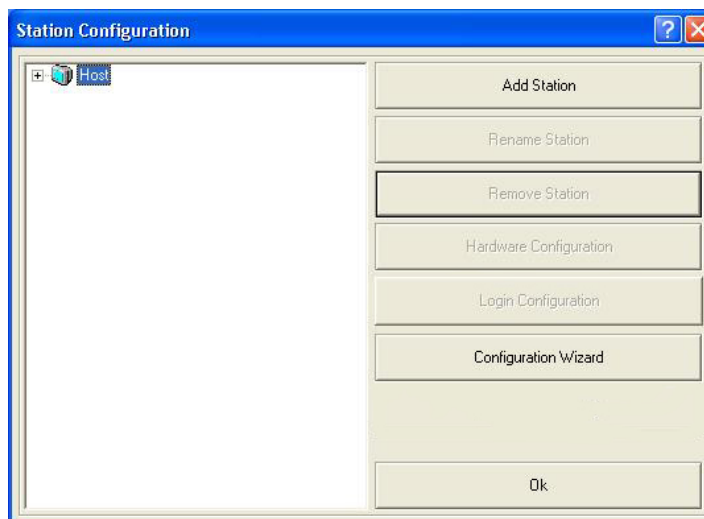 Station Configuration
Host
Add Station
Rename Station
Remove Station
Hardware Configuration
Login Configuration
Configuration Wizard
Ok